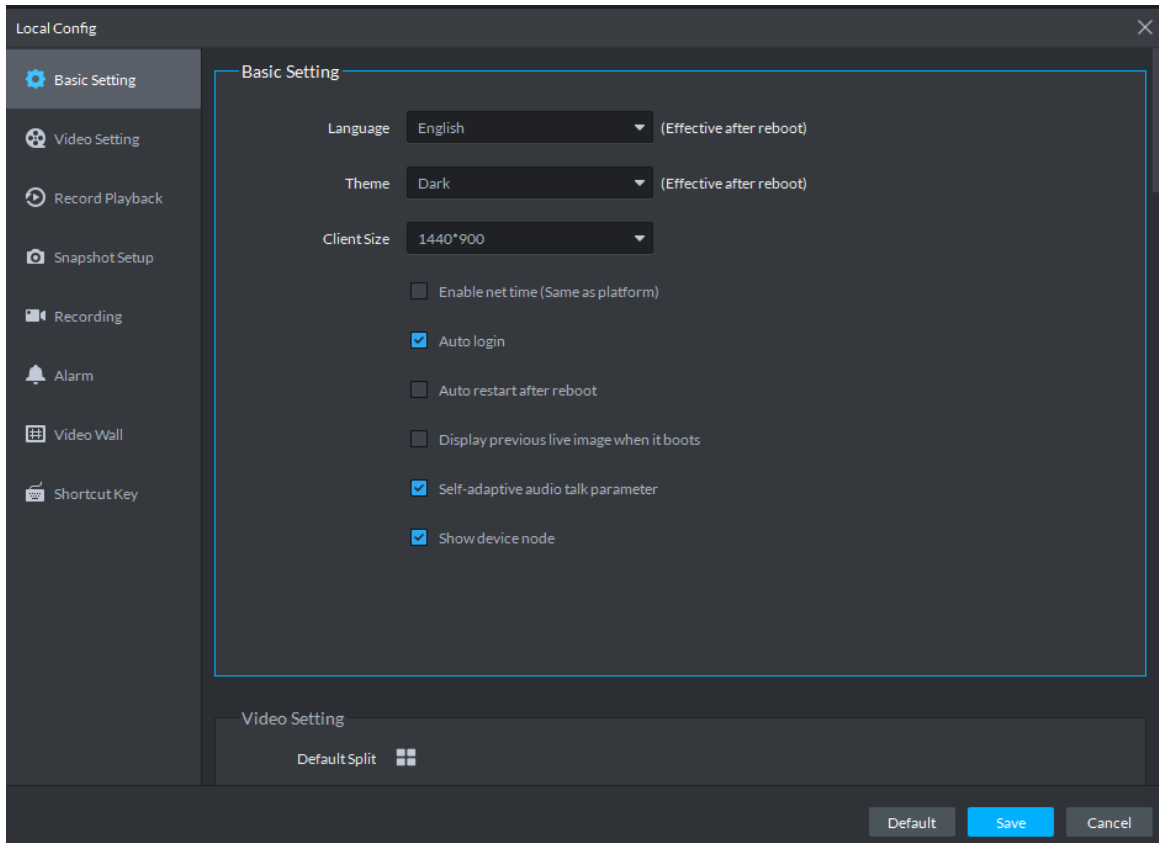 Local Config
Basic Setting
Video Setting
Record Playback
Snapshot Setup
Recording
Alarm
Video Wall
Shortcut Key
Basic Setting
Language English (Effective after reboot)
Theme Dark (Effective after reboot)
Client Size 1440*900
Enable net time (Same as platform)
Auto login
Auto restart after reboot
Display previous live image when it boots
Self-adaptive audio talk parameter
Show device node
Video Setting
Default Split
Default Save Cancel